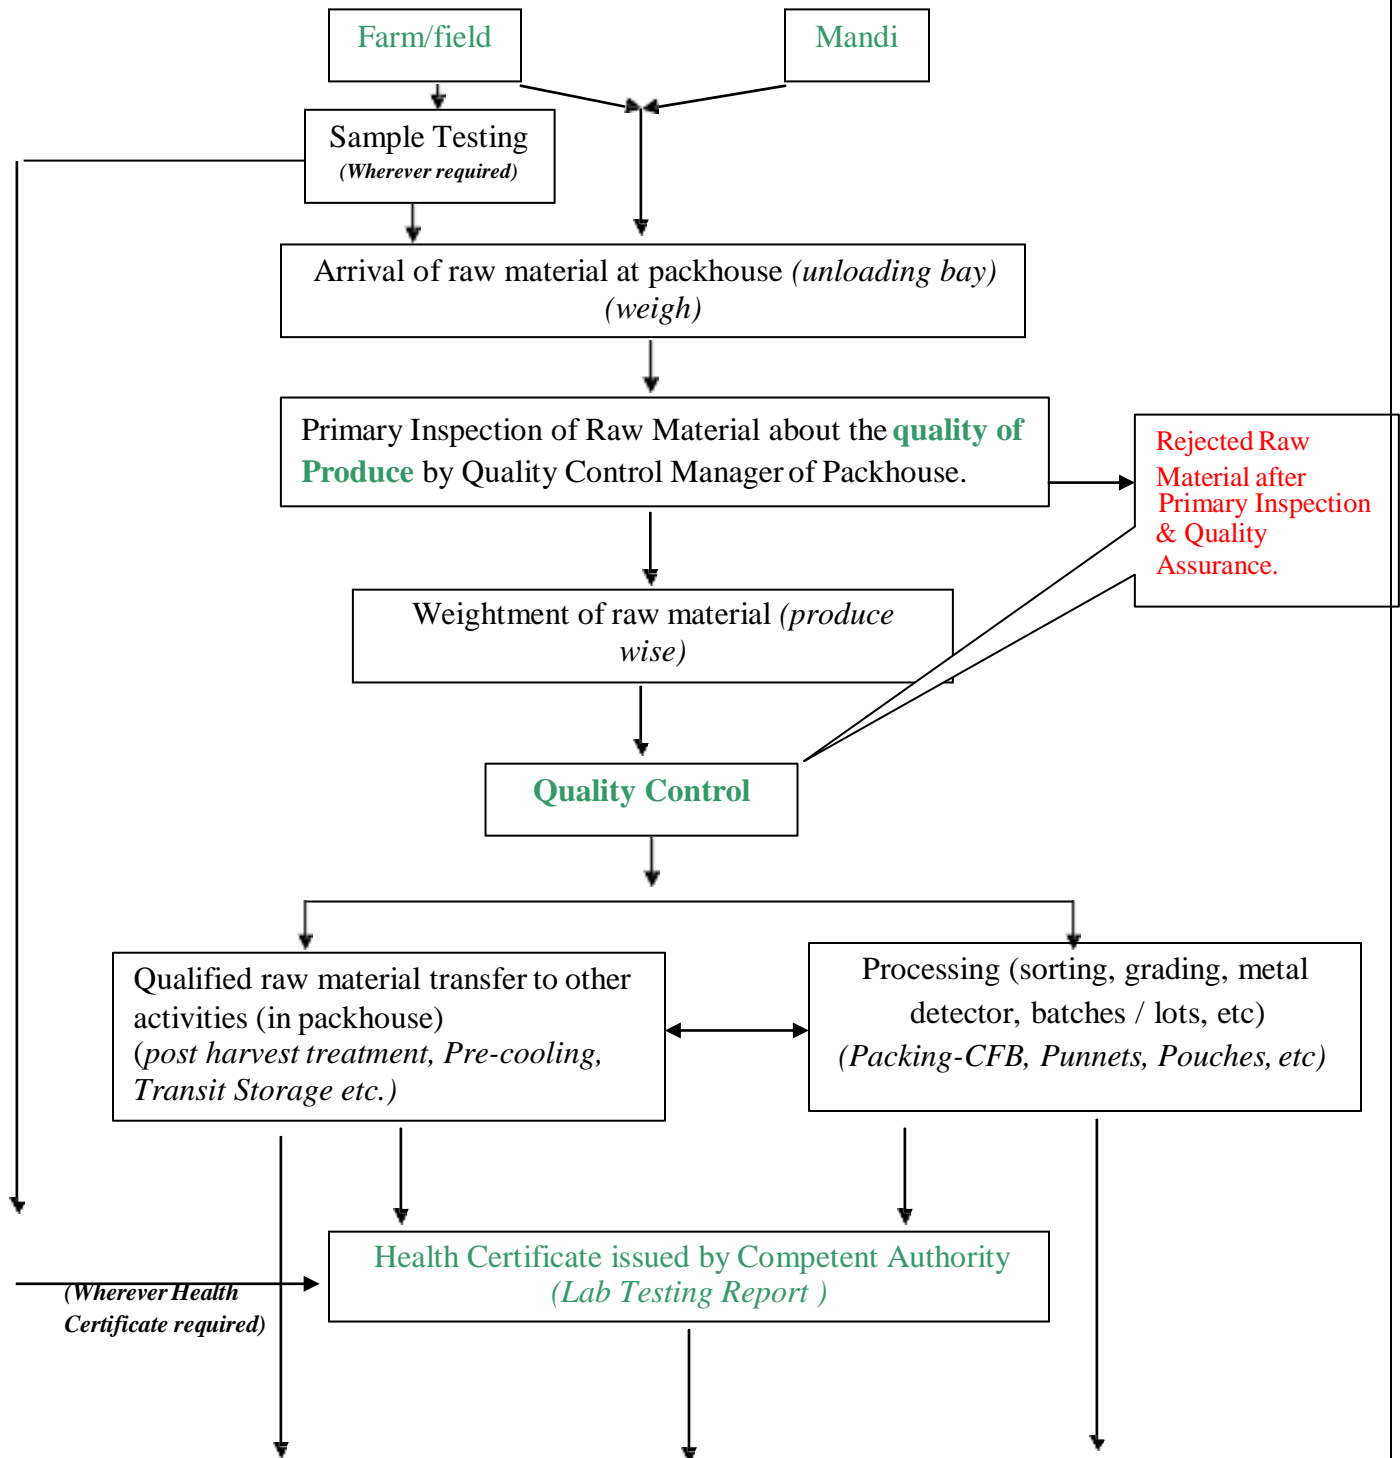 Farm/field
Mandi
Sample Testing
(Wherever required)
Arrival of raw material at packhouse (unloading bay)
(weigh)
Primary Inspection of Raw Material about the quality of
Produce by Quality Control Manager of Packhouse.
Rejected Raw
Material after
Primary Inspection
& Quality
Assurance.
Weightment of raw material (produce
wise)
Quality Control
Qualified raw material transfer to other
activities (in packhouse)
(post harvest treatment, Pre-cooling,
Transit Storage etc.)
Processing (sorting, grading, metal
detector, batches / lots, etc)
(Packing-CFB, Punnets, Pouches, etc)
Health Certificate issued by Competent Authority
(Lab Testing Report )
(Wherever Health
Certificate required)